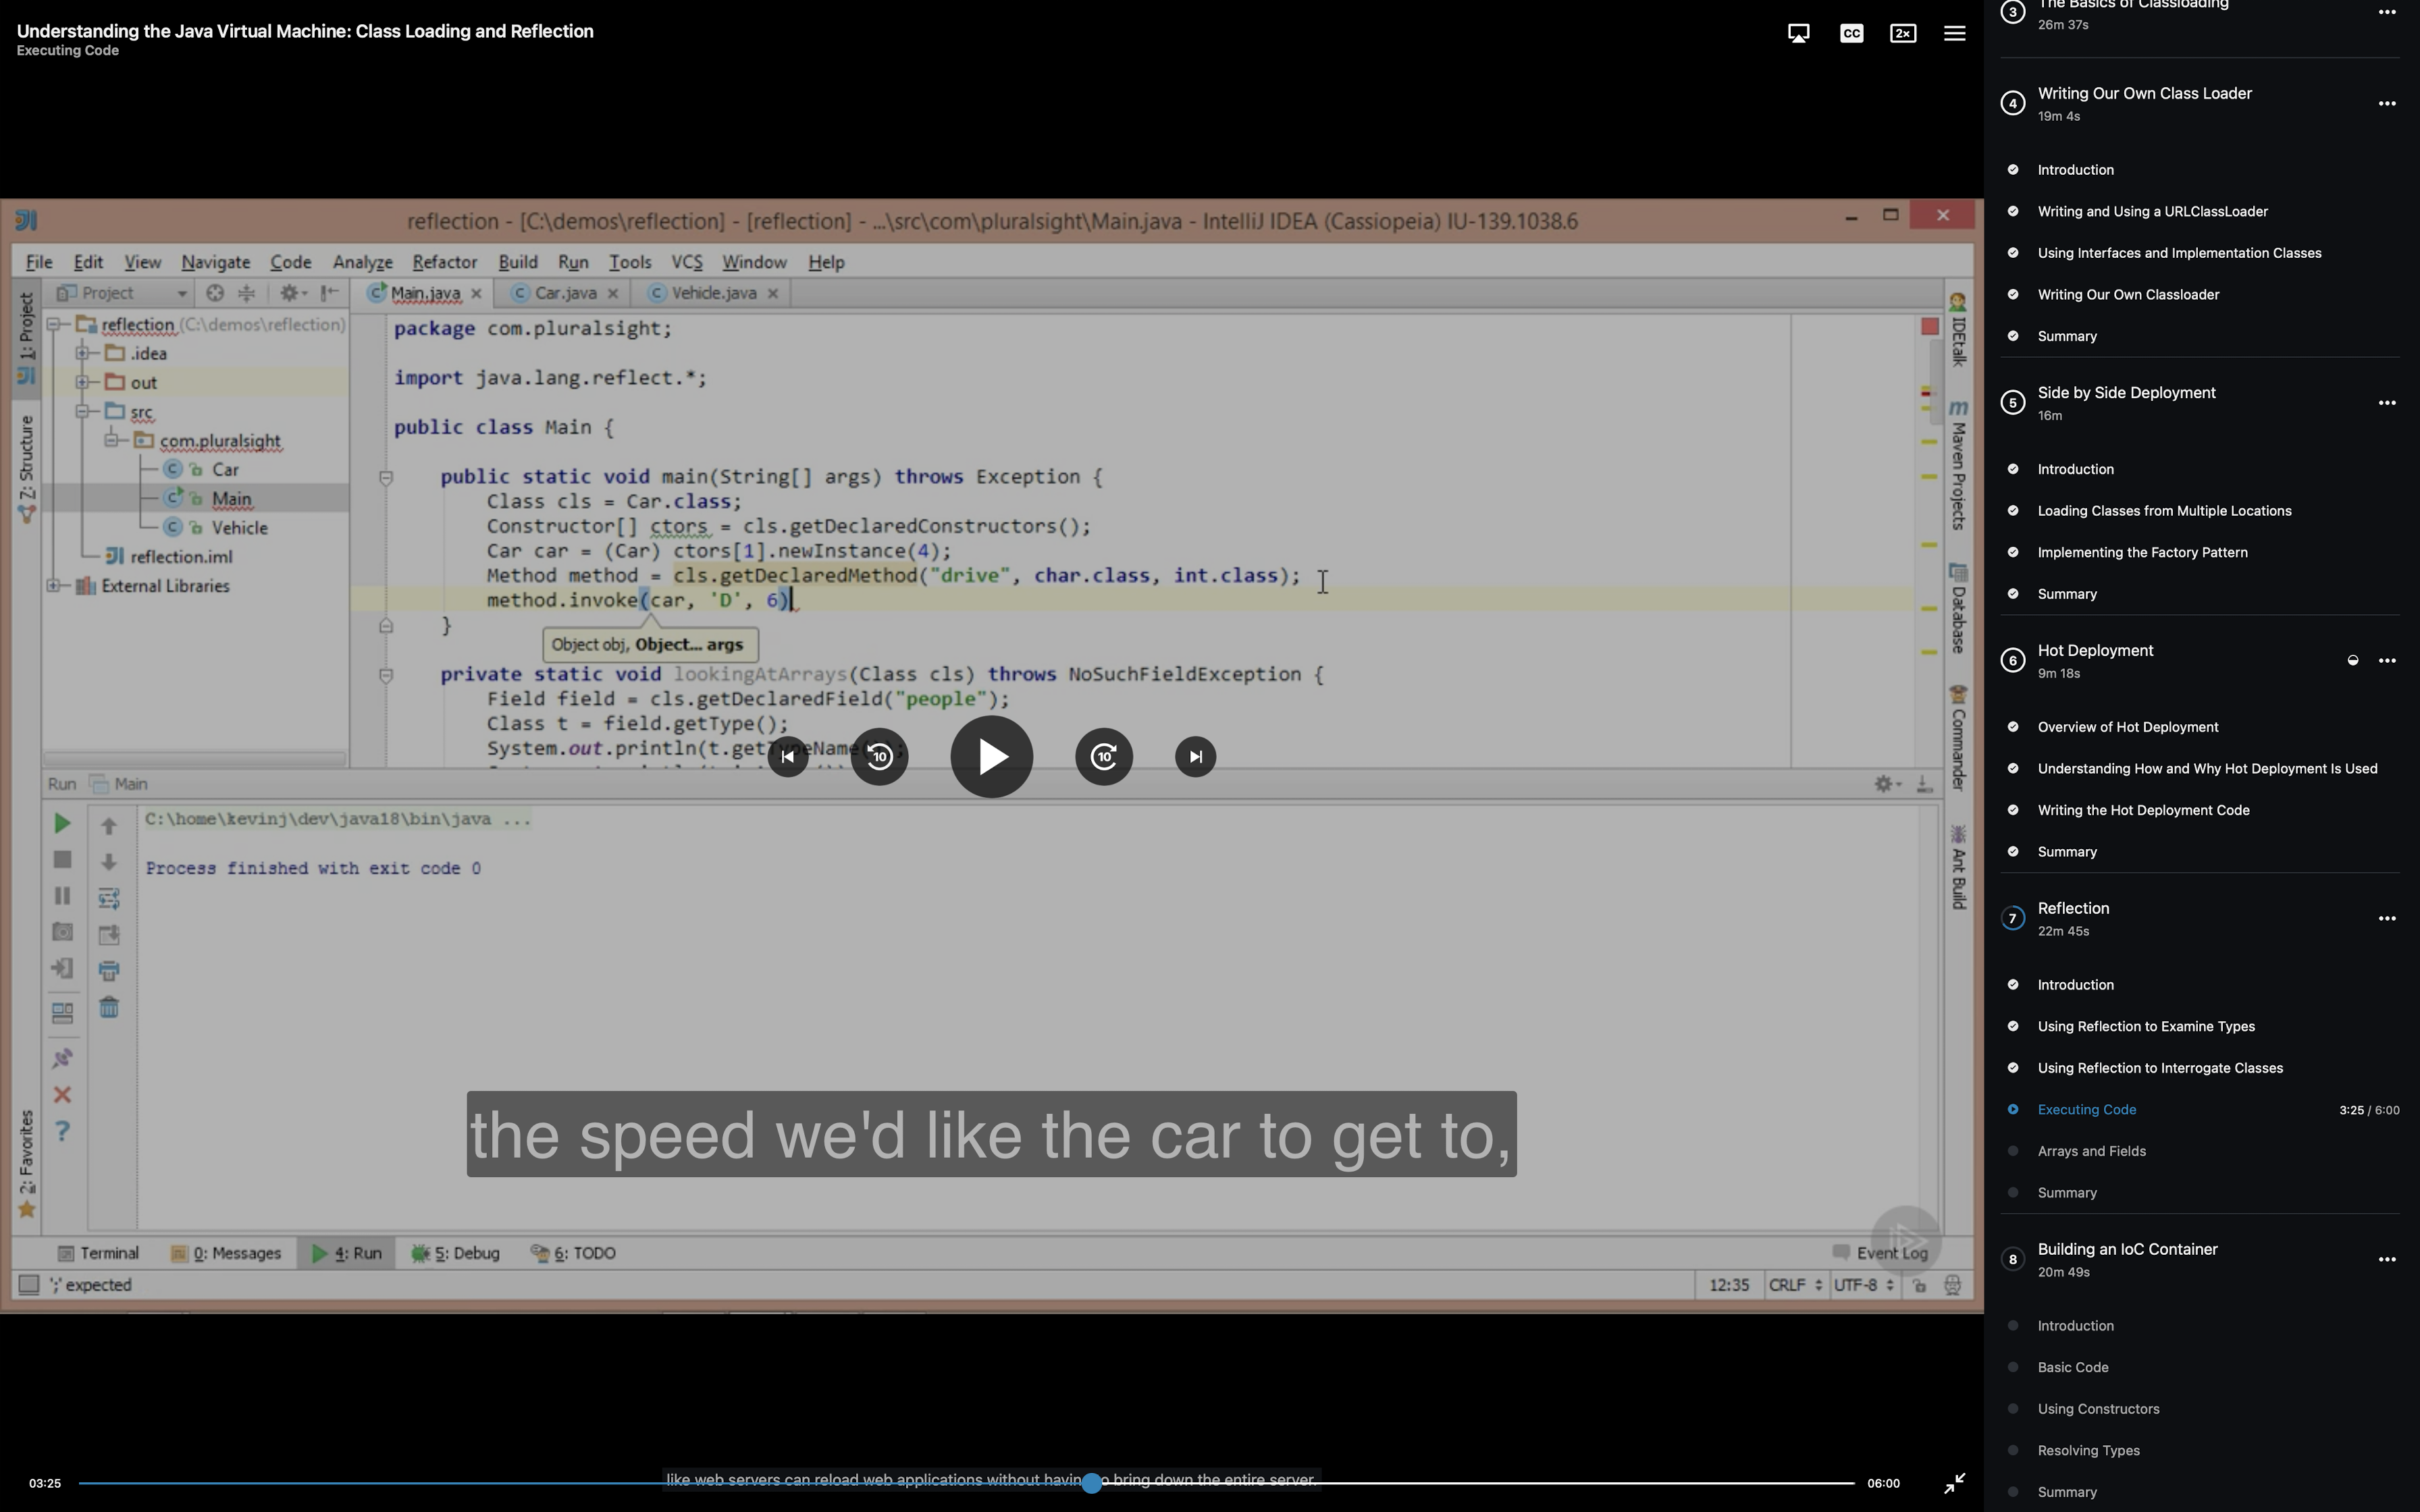 Understanding the Java Virtual Machine: Class Loading and Reflection
Executing Code
CC
2×
reflection - [C:\demos\reflection] - [reflection] - ...\src\com\pluralsight\Main.java - IntelliJ IDEA (Cassiopeia) IU-139.1038.6
File Edit View Navigate Code Analyze Refactor Build Run Tools VCS Window Help
Project
Main.java
Car.java
Vehicle.java
1: Project
Z: Structure
2: Favorites
reflection (C:\demos\reflection)
.idea
out
src
com.pluralsight
Car
Main
Vehicle
reflection.iml
External Libraries
package com.pluralsight;
import java.lang.reflect.*;
public class Main {
public static void main(String[] args) throws Exception {
Class cls = Car.class;
Constructor[] ctors = cls.getDeclaredConstructors();
Car car = (Car) ctors[1].newInstance(4);
Method method = cls.getDeclaredMethod("drive", char.class, int.class);
method.invoke(car, 'D', 6)
}
Object obj, Object... args
private static void lookingAtArrays(Class cls) throws NoSuchFieldException {
Field field = cls.getDeclaredField("people");
Class t = field.getType();
System.out.println(t.getTypeName
IDEtalk
Maven Projects
Database
Commander
Ant Build
10
10
Run Main
C:\home\kevinj\dev\java18\bin\java ...
Process finished with exit code 0
the speed we'd like the car to get to,
Terminal
0: Messages
4: Run
5: Debug
6: TODO
Event Log
';' expected
12:35
CRLF
UTF-8
like web servers can reload web applications without having o bring down the entire server.
03:25
06:00
3
The Basics of Classloading
26m 37s
4
Writing Our Own Class Loader
19m 4s
Introduction
Writing and Using a URLClassLoader
Using Interfaces and Implementation Classes
Writing Our Own Classloader
Summary
5
Side by Side Deployment
16m
Introduction
Loading Classes from Multiple Locations
Implementing the Factory Pattern
Summary
6
Hot Deployment
9m 18s
Overview of Hot Deployment
Understanding How and Why Hot Deployment Is Used
Writing the Hot Deployment Code
Summary
7
Reflection
22m 45s
Introduction
Using Reflection to Examine Types
Using Reflection to Interrogate Classes
Executing Code
3:25 / 6:00
Arrays and Fields
Summary
8
Building an IoC Container
20m 49s
Introduction
Basic Code
Using Constructors
Resolving Types
Summary